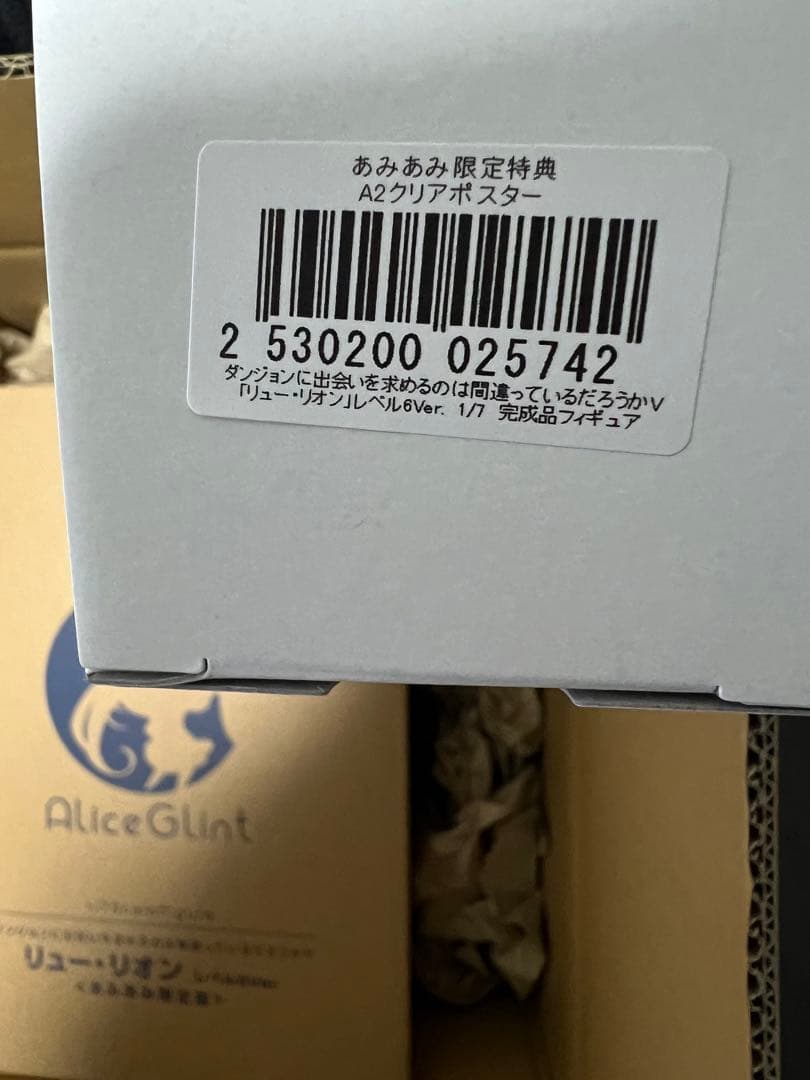 あみあみ限定特典
A2クリアポスター
2 530200 025742
ダンジョンに出会いを求めるのは間違っているだろうかⅤ
「リュー・リオン」レベル6Ver. 1/7 完成品フィギュア
AliceGlint
リュー・リオン
<あみあみ限定版>